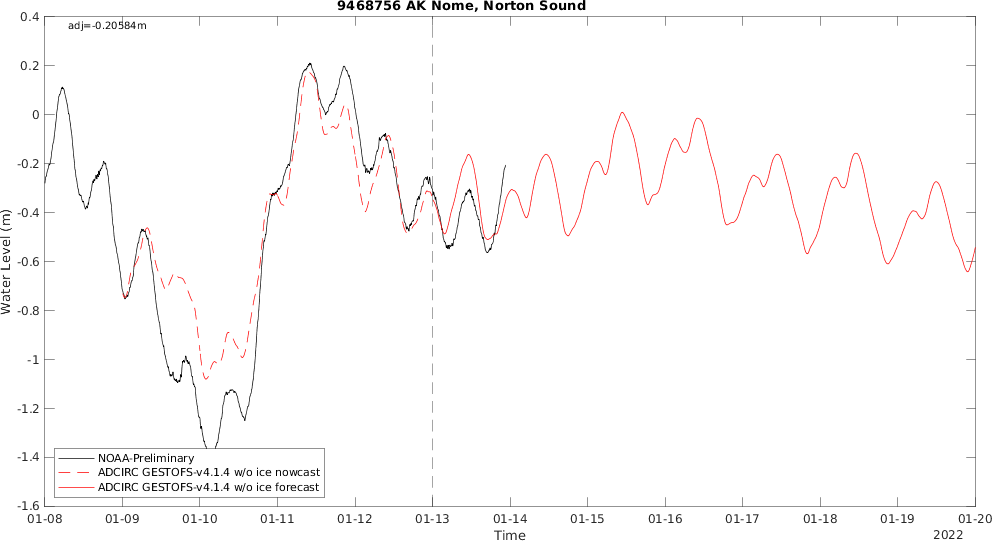 9468756 AK Nome, Norton Sound
adj=-0.20584m
0.4
0.2
0
-0.2
-0.4
-0.6
-0.8
-1
-1.2
-1.4
-1.6
Water Level (m)
NOAA-Preliminary
ADCIRC GESTOFS-v4.1.4 w/o ice nowcast
ADCIRC GESTOFS-v4.1.4 w/o ice forecast
01-08 01-09 01-10 01-11 01-12 01-13 01-14 01-15 01-16 01-17 01-18 01-19 01-20
Time
2022